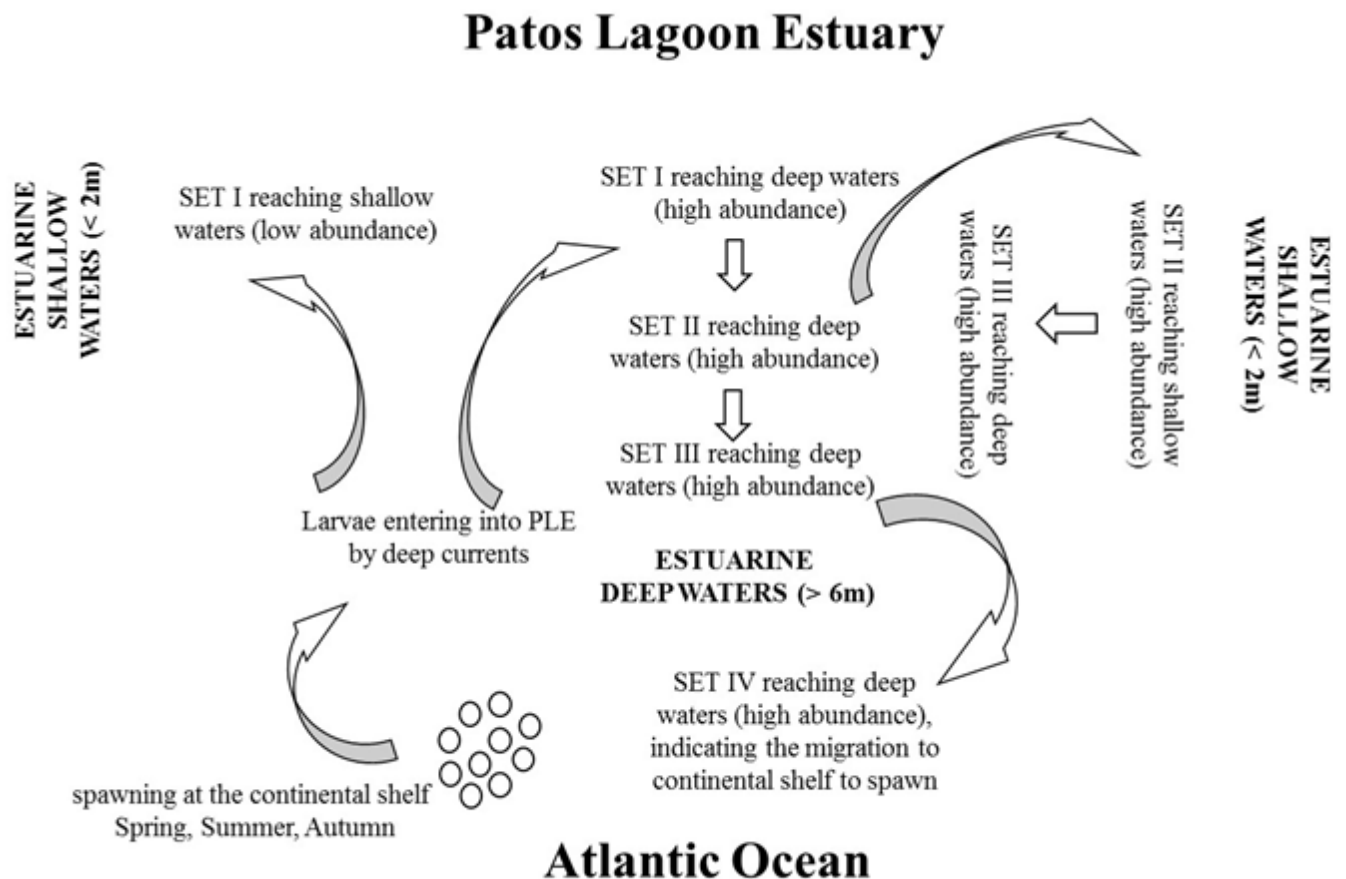 Patos Lagoon Estuary
ESTUARINE
SHALLOW
WATERS (< 2m)
SET I reaching shallow
waters (low abundance)
SET I reaching deep waters
(high abundance)
SET II reaching deep
waters (high abundance)
SET III reaching deep
waters (high abundance)
SET III reaching deep
waters (high abundance)
SET II reaching shallow
waters (high abundance)
ESTUARINE
SHALLOW
WATERS (< 2m)
Larvae entering into PLE
by deep currents
ESTUARINE
DEEP WATERS (> 6m)
SET IV reaching deep
waters (high abundance),
indicating the migration to
continental shelf to spawn
spawning at the continental shelf
Spring, Summer, Autumn
Atlantic Ocean